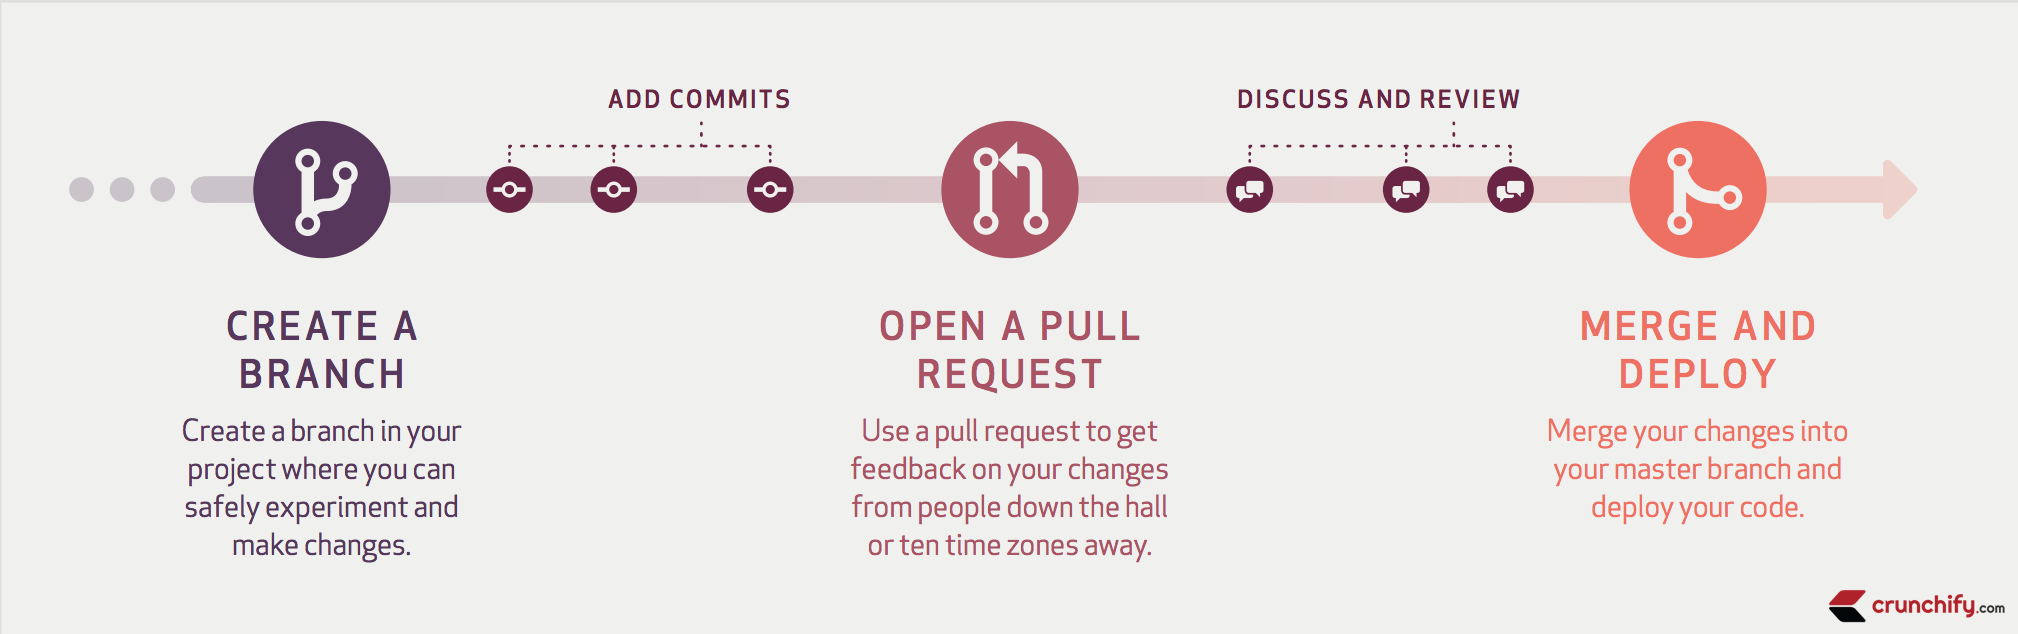 ADD COMMITS
DISCUSS AND REVIEW
CREATE A
BRANCH
Create a branch in your
project where you can
safely experiment and
make changes.
OPEN A PULL
REQUEST
Use a pull request to get
feedback on your changes
from people down the hall
or ten time zones away.
MERGE AND
DEPLOY
Merge your changes into
your master branch and
deploy your code.
crunchify.com